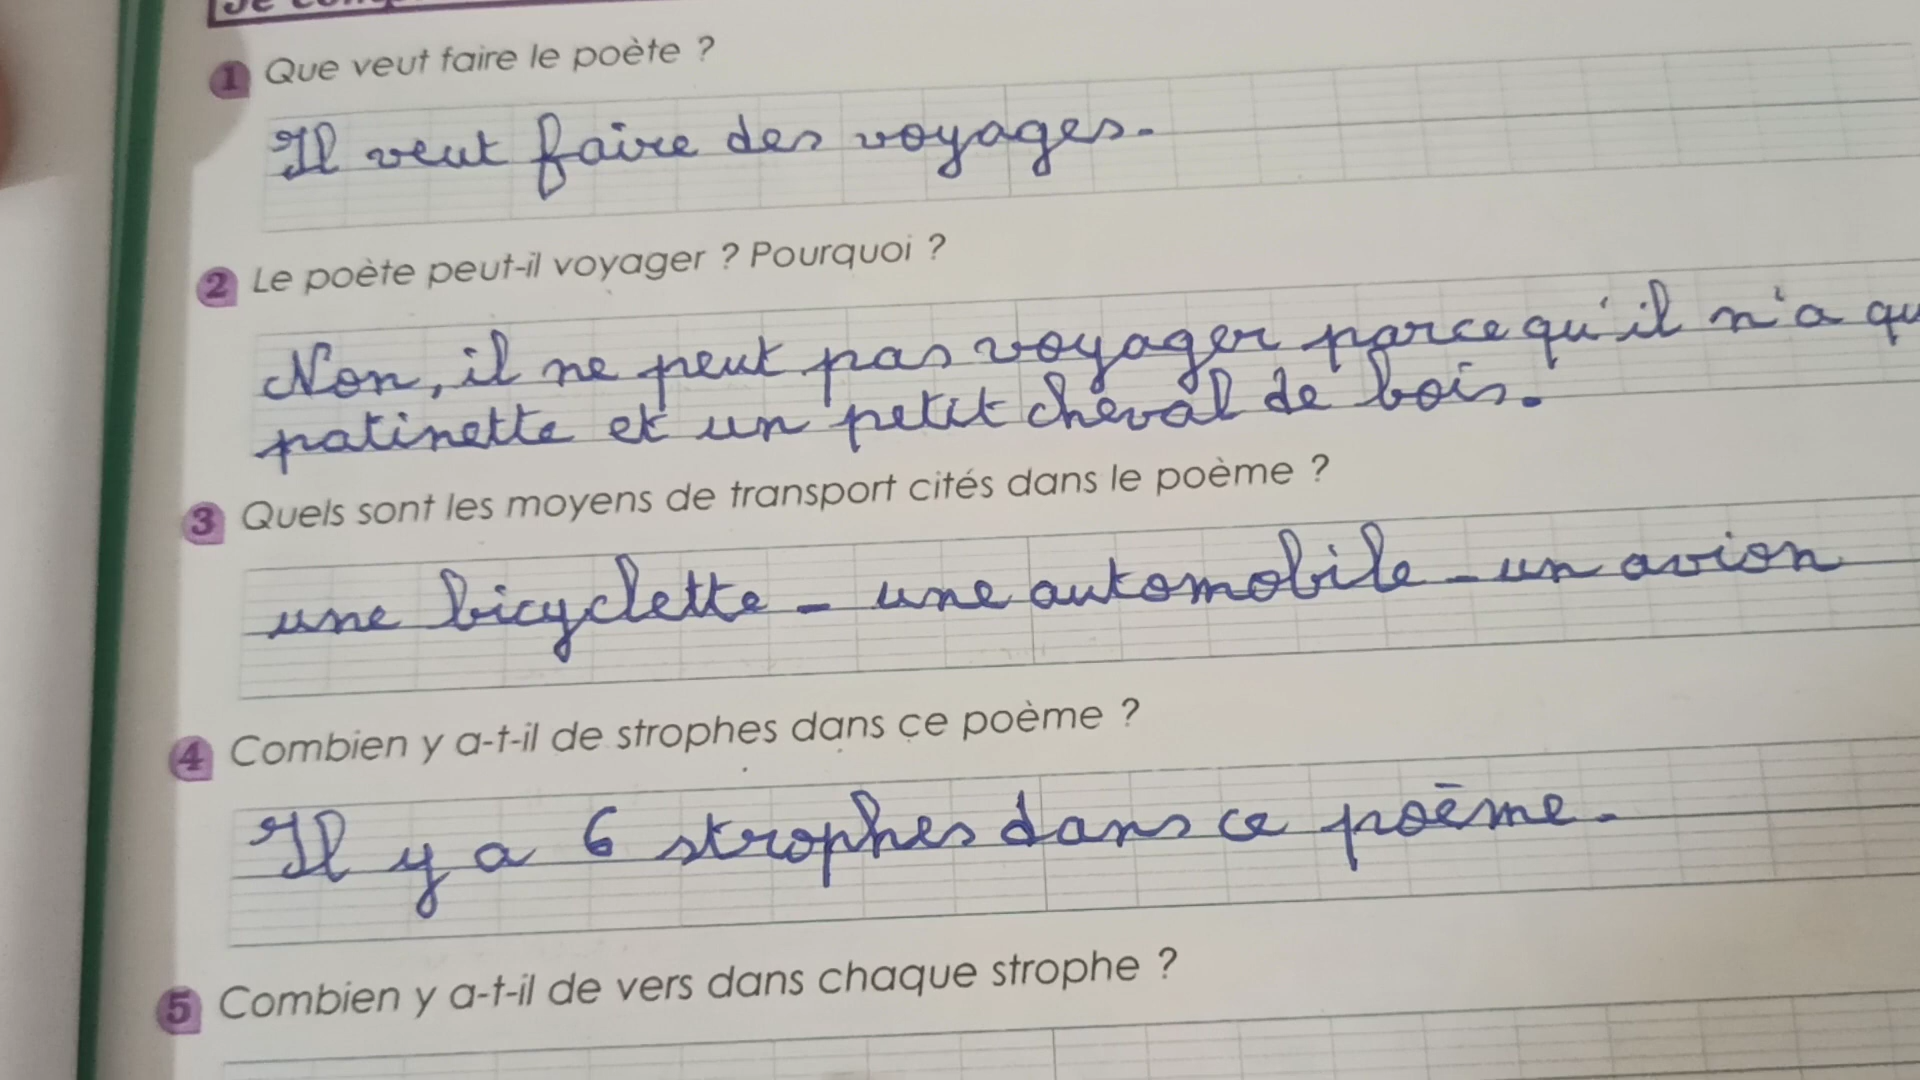 1 Que veut faire le poète ?
Il veut faire des voyages.
2 Le poète peut-il voyager ? Pourquoi ?
Non, il ne peut pas voyager parce qu'il n'a qu
patinette et un petit cheval de bois.
3 Quels sont les moyens de transport cités dans le poème ?
une bicyclette - une automobile - un avion
4 Combien y a-t-il de strophes dans ce poème ?
Il y a 6 strophes dans ce poème.
5 Combien y a-t-il de vers dans chaque strophe ?